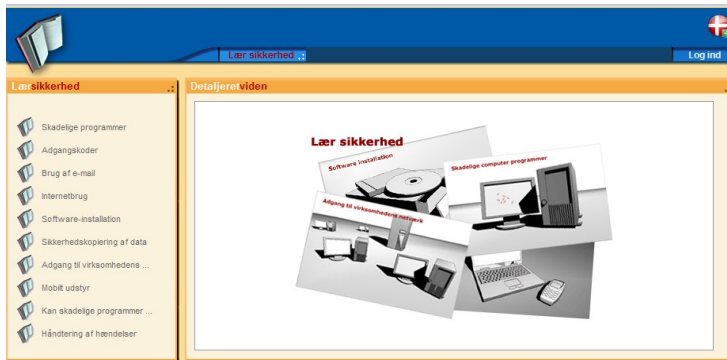 Lær sikkerhed .:
Log ind
Lær sikkerhed .:
Detaljeret viden
Skadelige programmer
Adgangskoder
Brug af e-mail
Internetbrug
Software-installation
Sikkerhedskopiering af data
Adgang til virksomhedens ...
Mobilt udstyr
Kan skadelige programmer ...
Håndtering af hændelser
Lær sikkerhed
Software installation
Skadelige computer programmer
Adgang til virksomhedens netværk